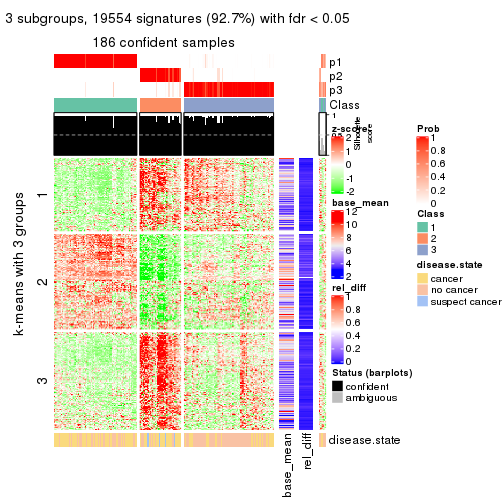 3 subgroups, 19554 signatures (92.7%) with fdr < 0.05
186 confident samples
p1
p2
p3
Class
1
0.5
0
Silhouette
score
k-means with 3 groups
1
2
3
base_mean
rel_diff
disease.state
z-score
2
1
0
-1
-2
base_mean
12
10
8
6
4
2
rel_diff
1
0.8
0.6
0.4
0.2
0
Status (barplots)
confident
ambiguous
Prob
1
0.8
0.6
0.4
0.2
0
Class
1
2
3
disease.state
cancer
no cancer
suspect cancer